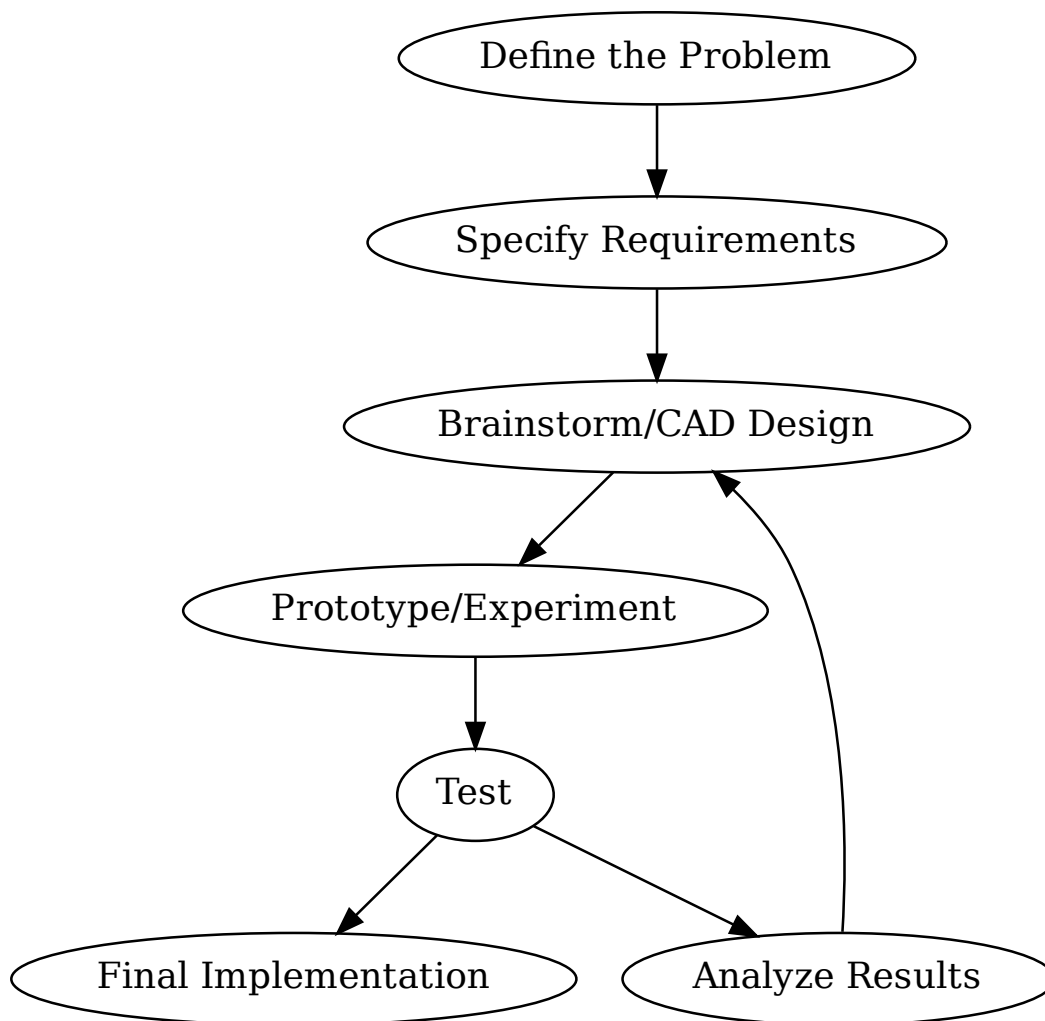 Define the Problem
Specify Requirements
Brainstorm/CAD Design
Prototype/Experiment
Test
Final Implementation
Analyze Results